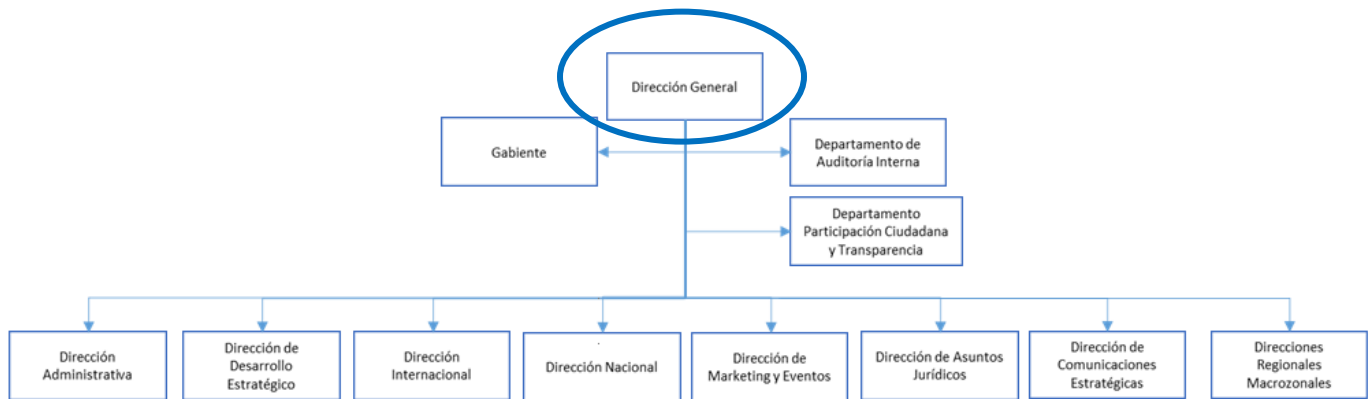 Dirección General
Gabiente
Departamento de
Auditoría Interna
Departamento
Participación Ciudadana
y Transparencia
Dirección
Administrativa
Dirección de
Desarrollo
Estratégico
Dirección
Internacional
Dirección Nacional
Dirección de
Marketing y Eventos
Dirección de Asuntos
Jurídicos
Dirección de
Comunicaciones
Estratégicas
Direcciones
Regionales
Macrozonales